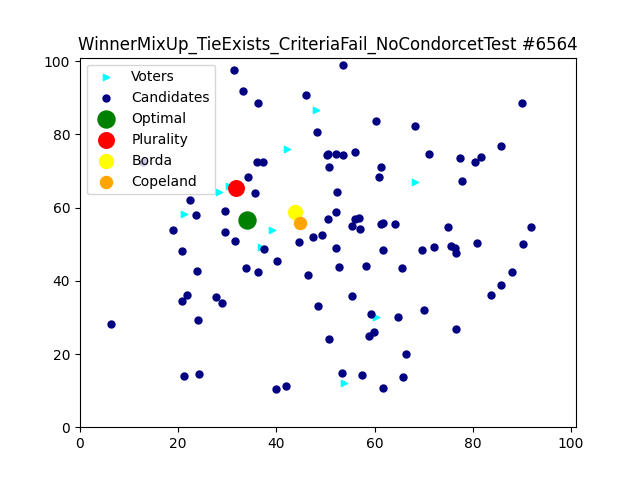 WinnerMixUp_TieExists_CriteriaFail_NoCondorcetTest #6564
100
80
60
40
20
0
Voters
Candidates
Optimal
Plurality
Borda
Copeland
0 20 40 60 80 100